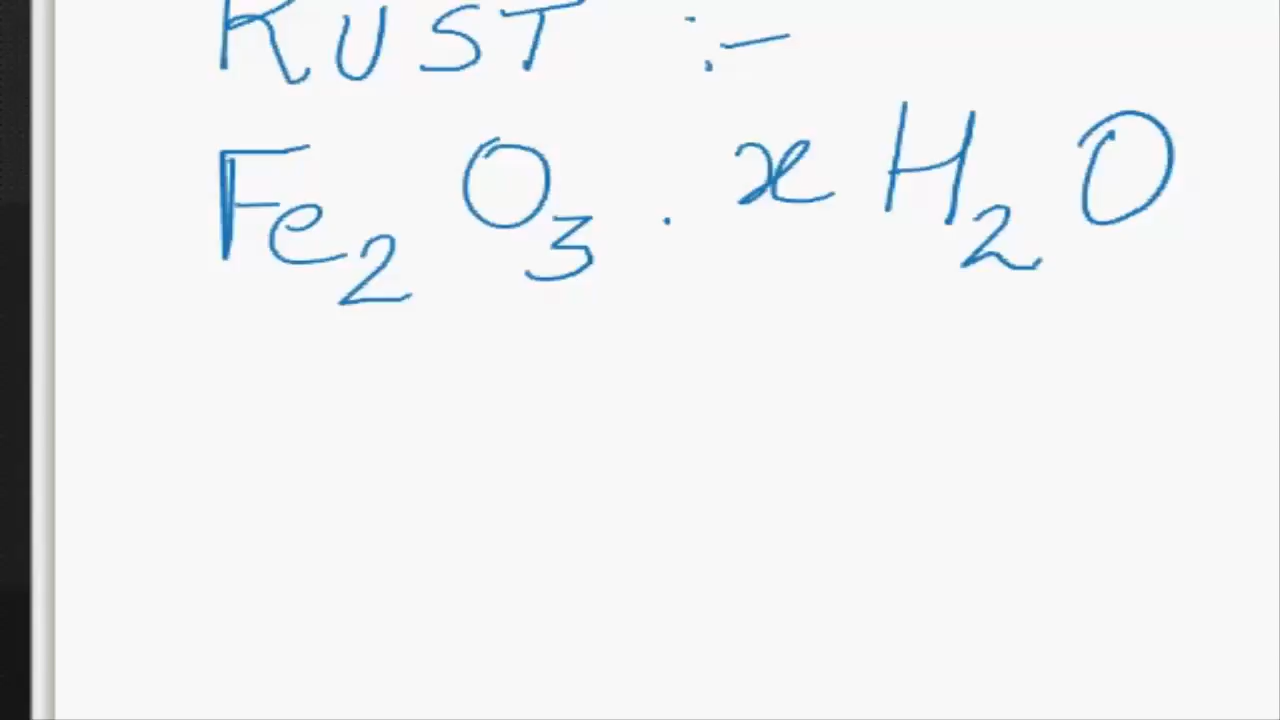 RUST :-
Fe₂O₃ . xH₂O